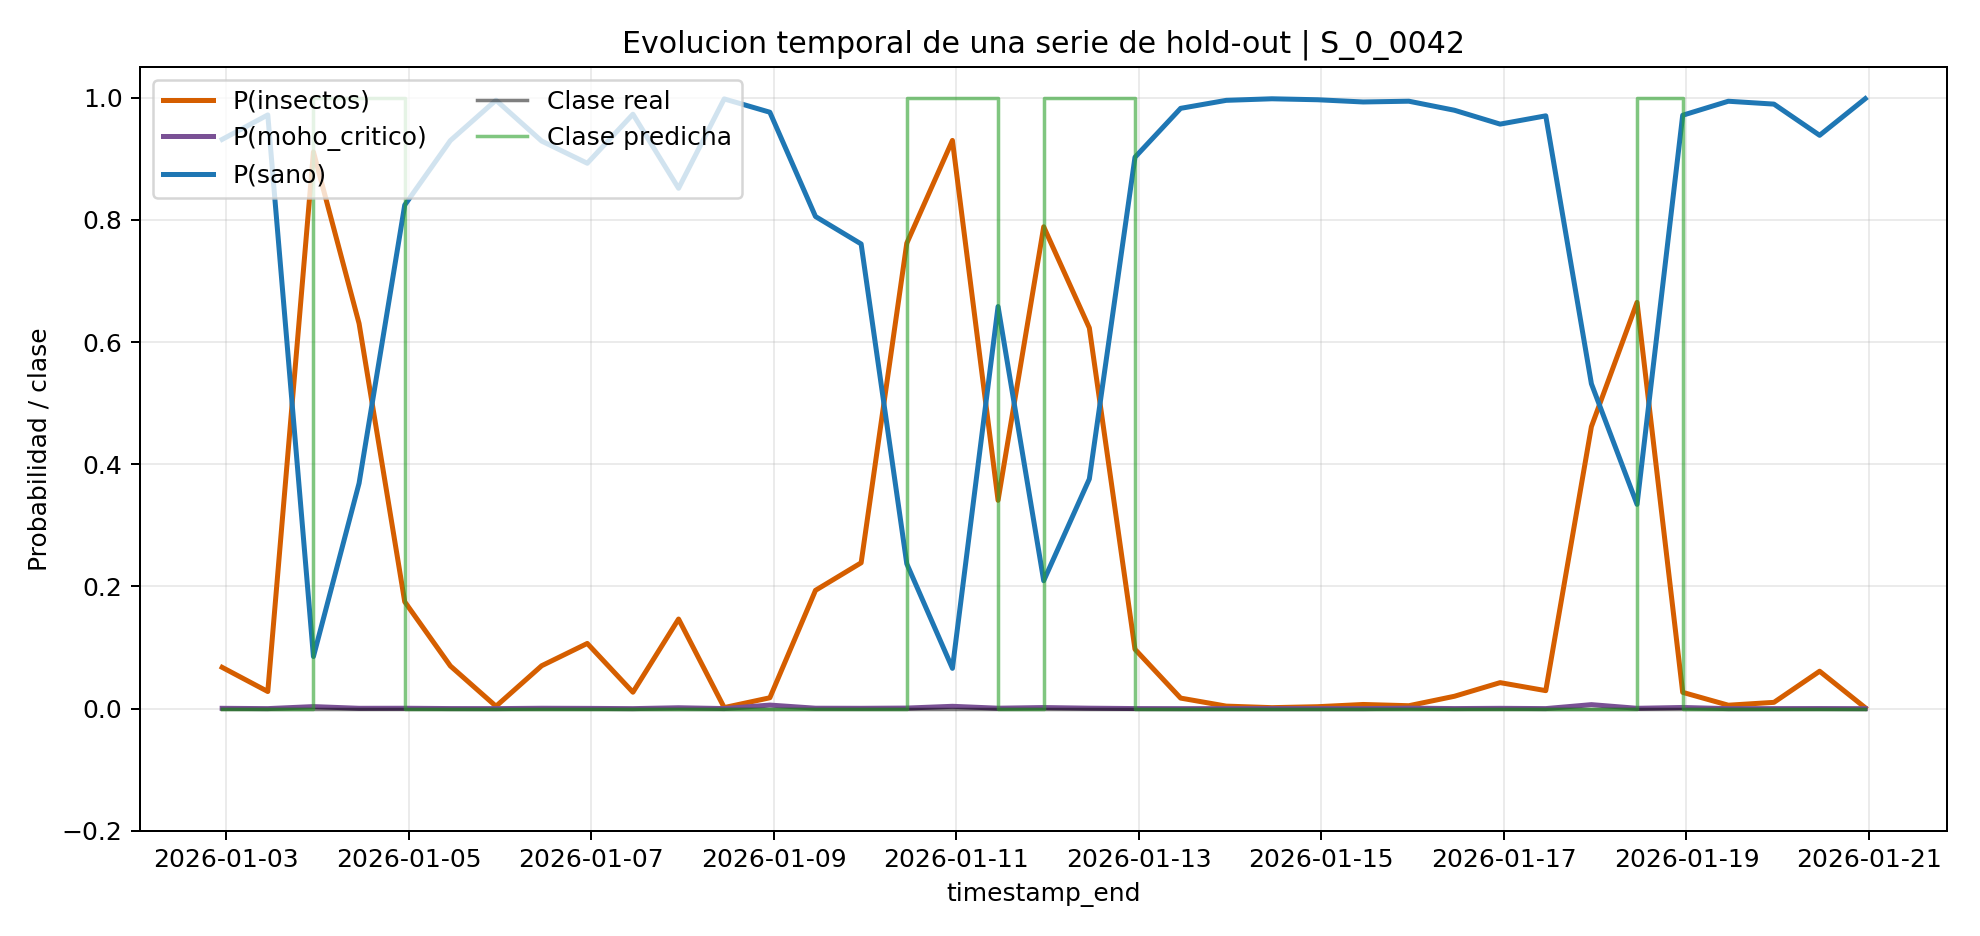 Evolucion temporal de una serie de hold-out | S_0_0042
P(insectos)
P(moho_critico)
P(sano)
Clase real
Clase predicha
1.0
0.8
0.6
0.4
0.2
0.0
−0.2
Probabilidad / clase
2026-01-03 2026-01-05 2026-01-07 2026-01-09 2026-01-11 2026-01-13 2026-01-15 2026-01-17 2026-01-19 2026-01-21
timestamp_end